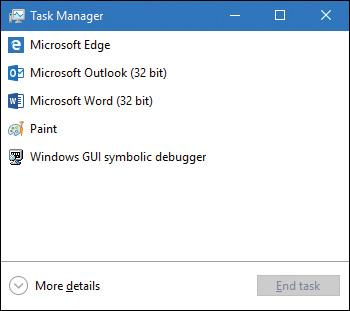 Task Manager
Microsoft Edge
Microsoft Outlook (32 bit)
Microsoft Word (32 bit)
Paint
Windows GUI symbolic debugger
More details
End task